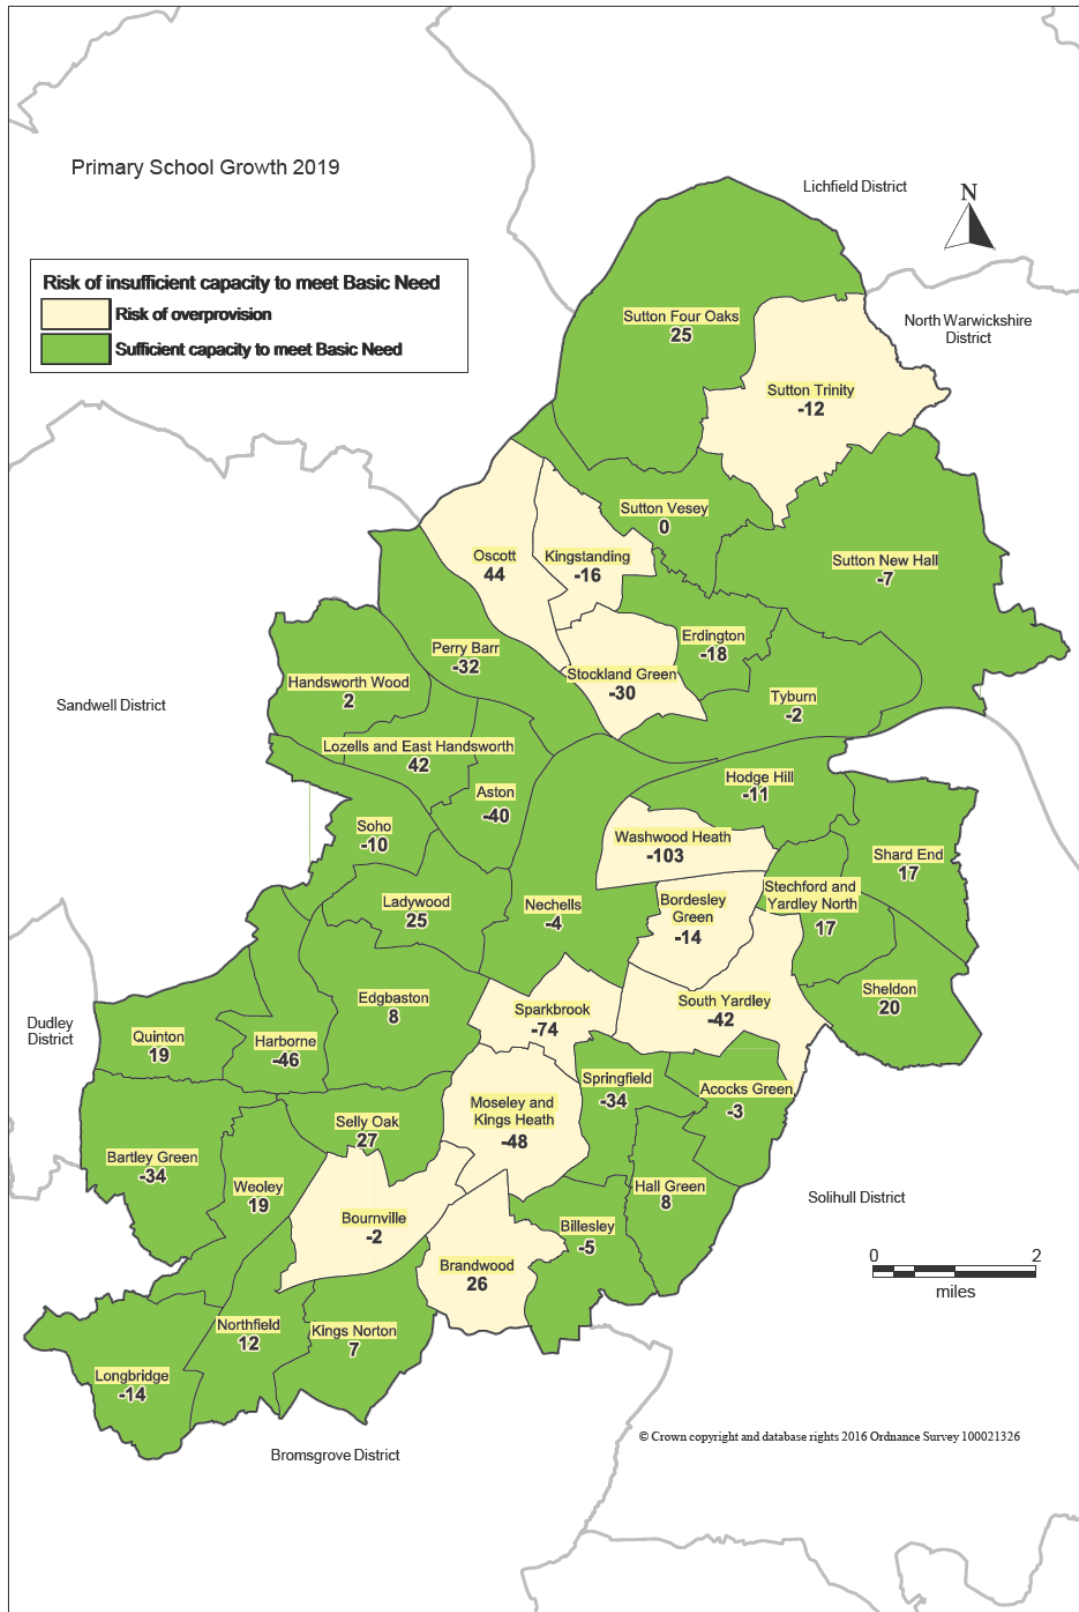 Primary School Growth 2019
Lichfield District
N
Risk of insufficient capacity to meet Basic Need
Risk of overprovision
Sufficient capacity to meet Basic Need
North Warwickshire
District
Sutton Four Oaks
25
Sutton Trinity
-12
Sutton Vesey
0
Oscott
44
Kingstanding
-16
Sutton New Hall
-7
Perry Barr
-32
Erdington
-18
Stockland Green
-30
Handsworth Wood
2
Tyburn
-2
Sandwell District
Lozells and East Handsworth
42
Hodge Hill
-11
Aston
-40
Soho
-10
Washwood Heath
-103
Shard End
17
Ladywood
25
Nechells
-4
Bordesley
Green
-14
Stechford and
Yardley North
17
Edgbaston
8
Sparkbrook
-74
South Yardley
-42
Sheldon
20
Dudley
District
Quinton
19
Harborne
-46
Springfield
-34
Acocks Green
-3
Moseley and
Kings Heath
-48
Selly Oak
27
Bartley Green
-34
Weoley
19
Hall Green
8
Solihull District
Bournville
-2
Billesley
-5
Brandwood
26
0 2
miles
Northfield
12
Kings Norton
7
Longbridge
-14
© Crown copyright and database rights 2016 Ordnance Survey 100021326
Bromsgrove District